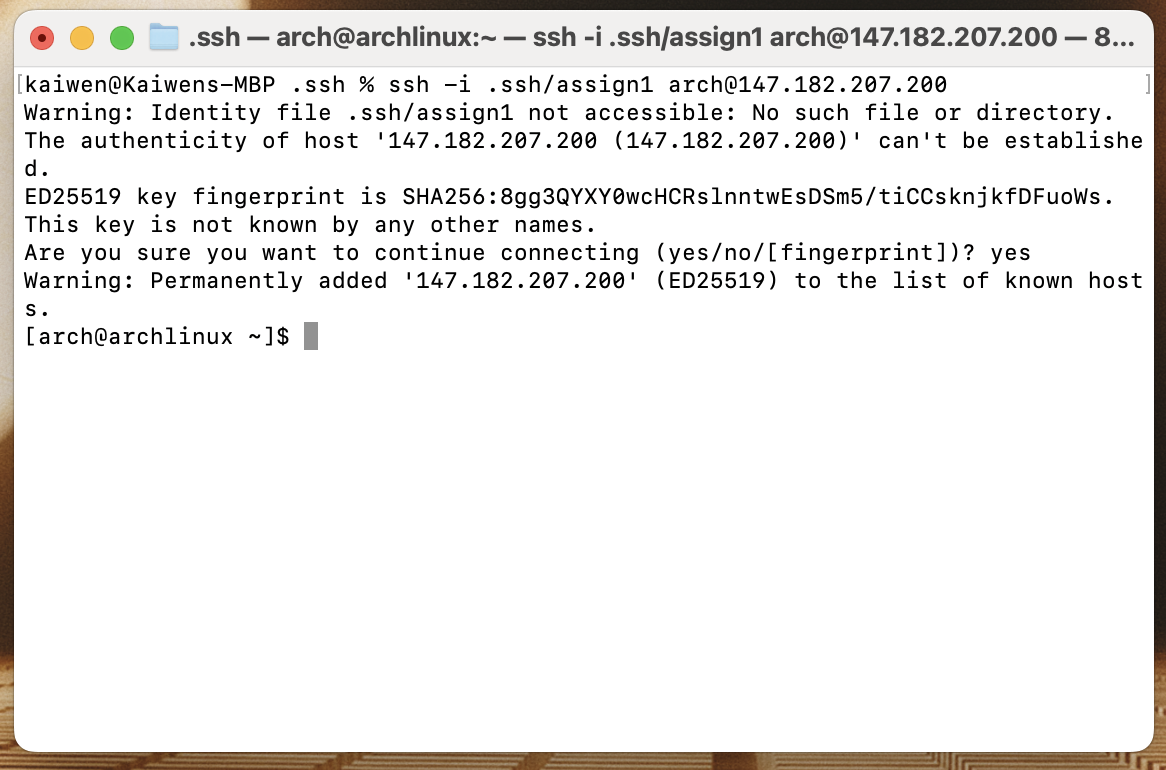 .ssh — arch@archlinux:~ — ssh -i .ssh/assign1 arch@147.182.207.200 — 8...
[kaiwen@Kaiwens-MBP .ssh % ssh -i .ssh/assign1 arch@147.182.207.200 ]
Warning: Identity file .ssh/assign1 not accessible: No such file or directory.
The authenticity of host '147.182.207.200 (147.182.207.200)' can't be establishe
d.
ED25519 key fingerprint is SHA256:8gg3QYXY0wcHCRslnntwEsDSm5/tiCCsknjkfDFuoWs.
This key is not known by any other names.
Are you sure you want to continue connecting (yes/no/[fingerprint])? yes
Warning: Permanently added '147.182.207.200' (ED25519) to the list of known host
s.
[arch@archlinux ~]$